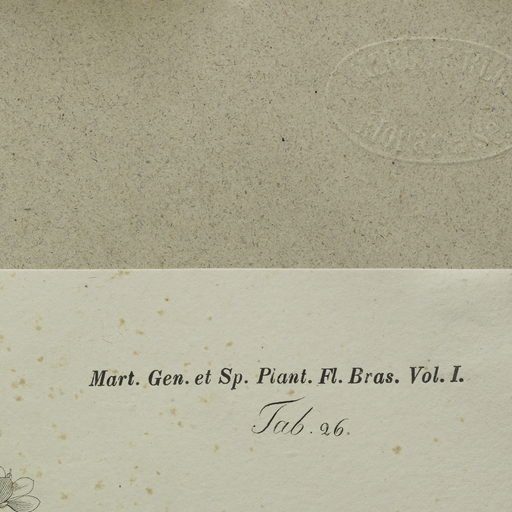 Mart. Gen. et Sp. Plant. Fl. Bras. Vol. I.
Tab. 26.